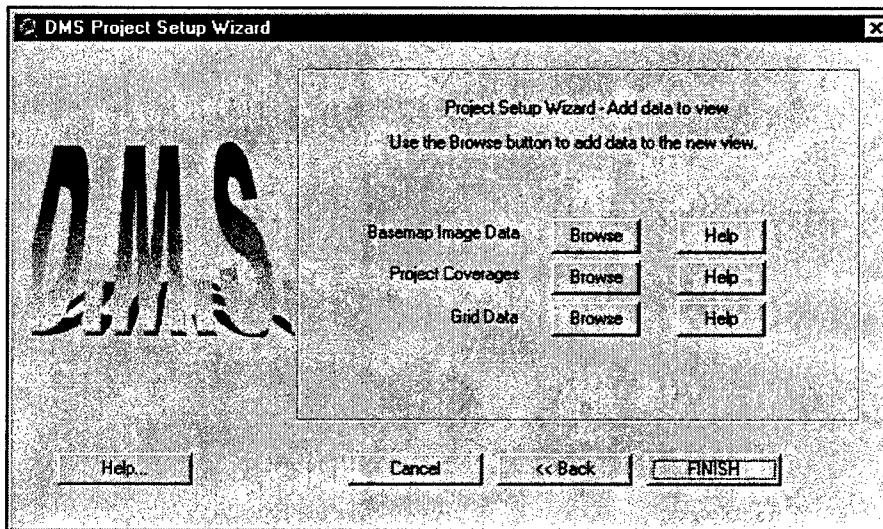 DMS Project Setup Wizard
DMS
Project Setup Wizard - Add data to view
Use the Browse button to add data to the new view.
Basemap Image Data Browse Help
Project Coverages Browse Help
Grid Data Browse Help
Help... Cancel << Back FINISH